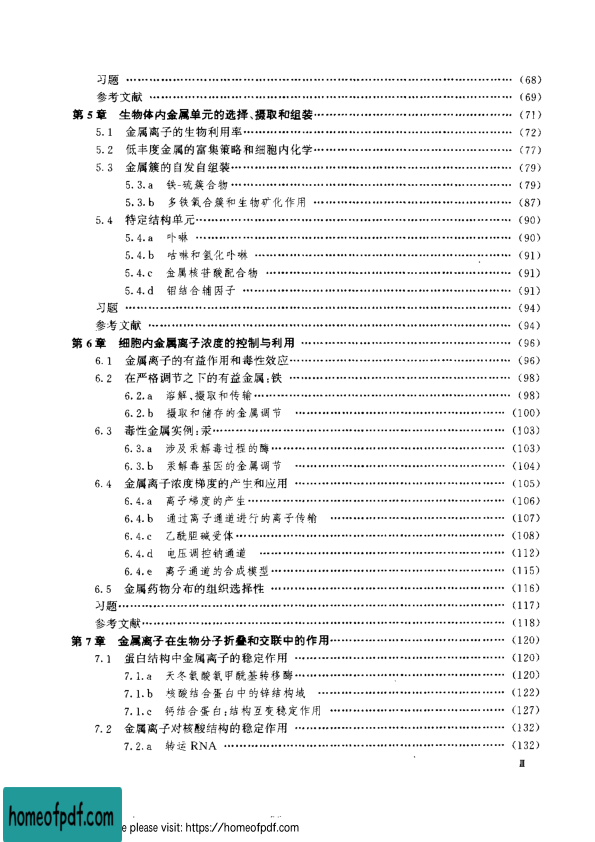 习题 …… (68)
参考文献 …… (69)
第5章 生物体内金属单元的选择、摄取和组装 …… (71)
5.1 金属离子的生物利用率 …… (72)
5.2 低丰度金属的富集策略和细胞内化学 …… (77)
5.3 金属簇的自发自组装 …… (79)
5.3.a 铁-硫簇合物 …… (79)
5.3.b 多铁氧合簇和生物矿化作用 …… (87)
5.4 特定结构单元 …… (90)
5.4.a 卟啉 …… (90)
5.4.b 咕啉和氢化卟啉 …… (91)
5.4.c 金属核苷酸配合物 …… (91)
5.4.d 钼结合辅因子 …… (91)
习题 …… (94)
参考文献 …… (94)
第6章 细胞内金属离子浓度的控制与利用 …… (96)
6.1 金属离子的有益作用和毒性效应 …… (96)
6.2 在严格调节之下的有益金属:铁 …… (98)
6.2.a 溶解、摄取和传输 …… (98)
6.2.b 摄取和储存的金属调节 …… (100)
6.3 毒性金属实例:汞 …… (103)
6.3.a 涉及汞解毒过程的酶 …… (103)
6.3.b 汞解毒基因的金属调节 …… (104)
6.4 金属离子浓度梯度的产生和应用 …… (105)
6.4.a 离子梯度的产生 …… (106)
6.4.b 通过离子通道进行的离子传输 …… (107)
6.4.c 乙酰胆碱受体 …… (108)
6.4.d 电压调控钠通道 …… (112)
6.4.e 离子通道的合成模型 …… (115)
6.5 金属药物分布的组织选择性 …… (116)
习题 …… (117)
参考文献 …… (118)
第7章 金属离子在生物分子折叠和交联中的作用 …… (120)
7.1 蛋白结构中金属离子的稳定作用 …… (120)
7.1.a 天冬氨酸氨甲酰基转移酶 …… (120)
7.1.b 核酸结合蛋白中的锌结构域 …… (122)
7.1.c 钙结合蛋白:结构互变稳定作用 …… (127)
7.2 金属离子对核酸结构的稳定作用 …… (132)
7.2.a 转运RNA …… (132)
Ⅲ
homeofpdf.com
e please visit: https://homeofpdf.com